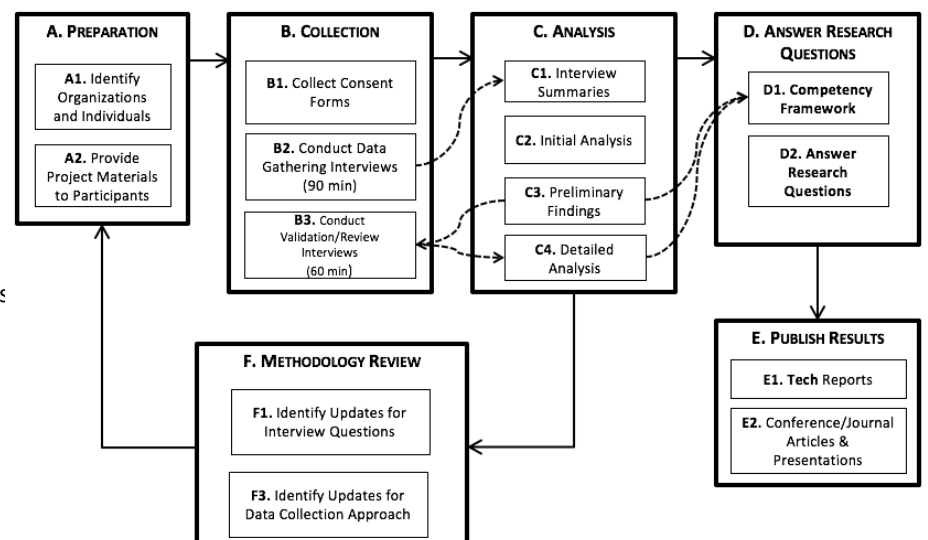 A. PREPARATION
A1. Identify
Organizations
and Individuals
A2. Provide
Project Materials
to Participants
B. COLLECTION
B1. Collect Consent
Forms
B2. Conduct Data
Gathering Interviews
(90 min)
B3. Conduct
Validation/Review
Interviews
(60 min)
C. ANALYSIS
C1. Interview
Summaries
C2. Initial Analysis
C3. Preliminary
Findings
C4. Detailed
Analysis
D. ANSWER RESEARCH
QUESTIONS
D1. Competency
Framework
D2. Answer
Research
Questions
s
E. PUBLISH RESULTS
E1. Tech Reports
E2. Conference/Journal
Articles &
Presentations
F. METHODOLOGY REVIEW
F1. Identify Updates for
Interview Questions
F3. Identify Updates for
Data Collection Approach